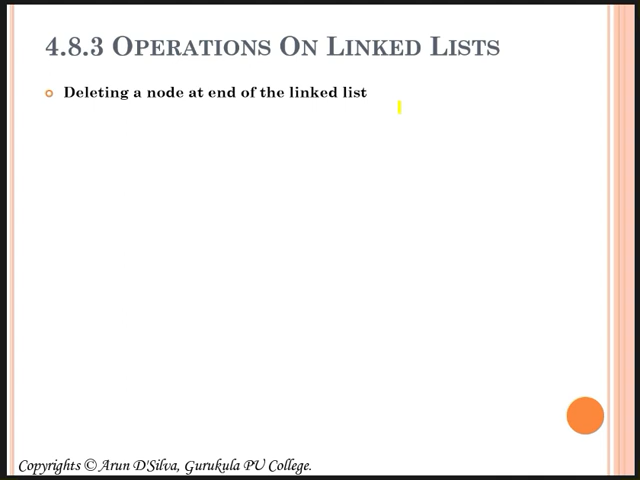 4.8.3 OPERATIONS ON LINKED LISTS
Deleting a node at end of the linked list
Copyrights © Arun D'Silva, Gurukula PU College.